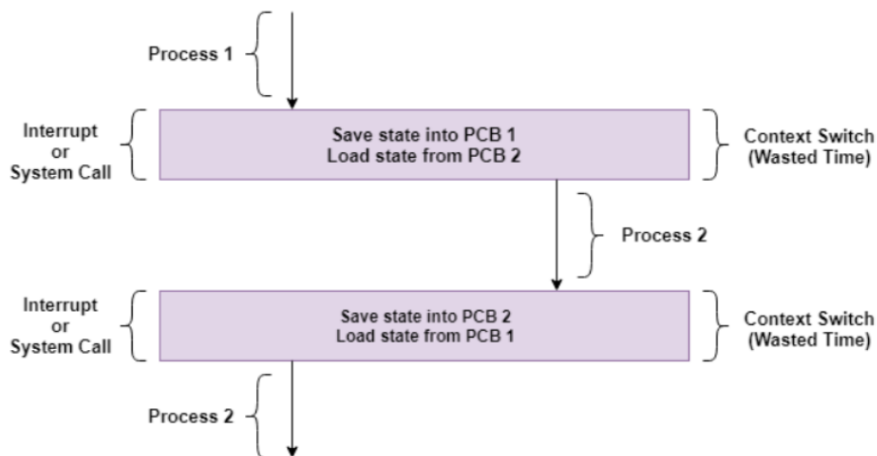 Process 1
Interrupt
or
System Call
Save state into PCB 1
Load state from PCB 2
Context Switch
(Wasted Time)
Process 2
Interrupt
or
System Call
Save state into PCB 2
Load state from PCB 1
Context Switch
(Wasted Time)
Process 2